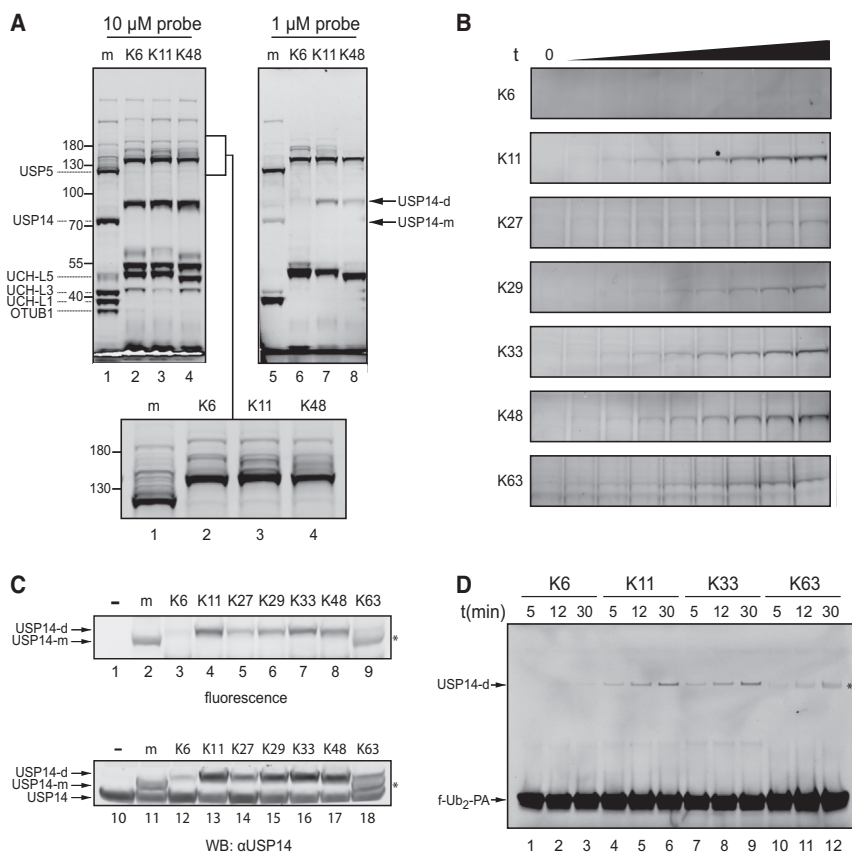 A
10 µM probe
1 µM probe
m K6 K11 K48
m K6 K11 K48
180
130
USP5
100
USP14
70
55
UCH-L5
UCH-L3
40
UCH-L1
OTUB1
USP14-d
USP14-m
1 2 3 4
5 6 7 8
m K6 K11 K48
180
130
1 2 3 4
B
t 0
K6
K11
K27
K29
K33
K48
K63
C
– m K6 K11 K27 K29 K33 K48 K63
USP14-d
USP14-m
*
1 2 3 4 5 6 7 8 9
fluorescence
– m K6 K11 K27 K29 K33 K48 K63
USP14-d
USP14-m
*
USP14
10 11 12 13 14 15 16 17 18
WB: αUSP14
D
K6 K11 K33 K63
t(min) 5 12 30 5 12 30 5 12 30 5 12 30
USP14-d
*
f-Ub2-PA
1 2 3 4 5 6 7 8 9 10 11 12